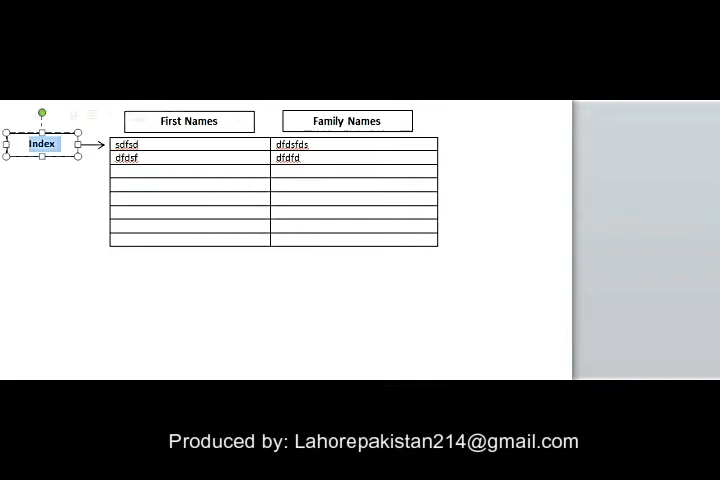 First Names
Family Names
Index
sdfsd
dfdsfds
dfdsf
dfdfd
Produced by: Lahorepakistan214@gmail.com